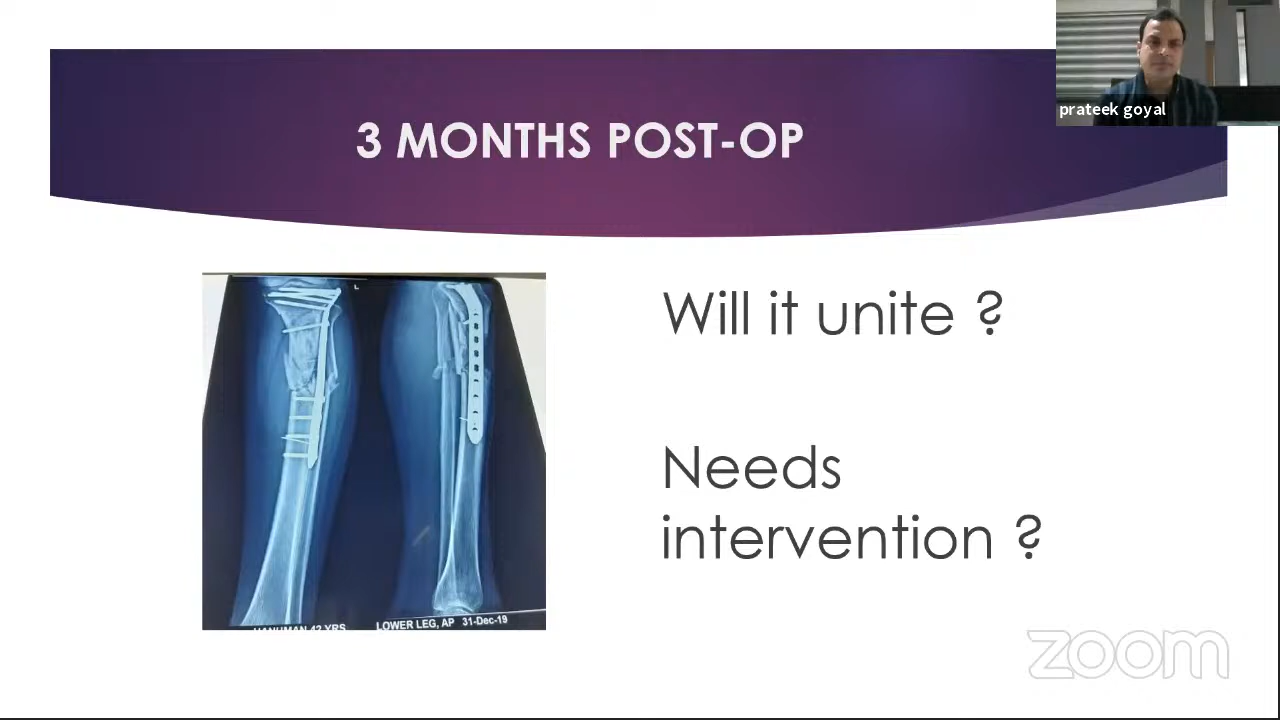 prateek goyal
3 MONTHS POST-OP
Will it unite ?
Needs
intervention ?
L
42 YRS
LOWER LEG, AP 31-Dec-19
zoom